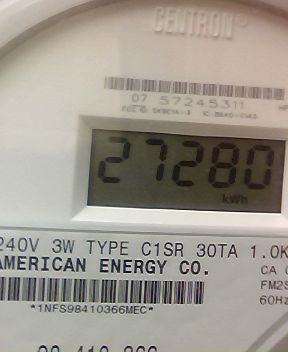 CENTRON®
07 57245311
27280
kWh
240V 3W TYPE C1SR 30TA 1.0K
AMERICAN ENERGY CO.
CA
FM2S
60Hz
*1NFS98410366MEC*